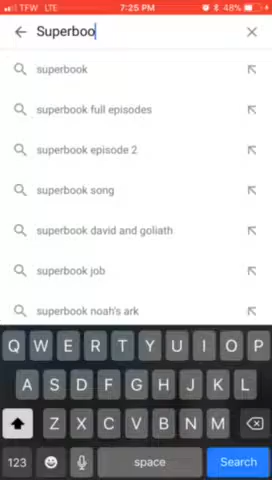 TFW LTE 7:25 PM 48%
Superboo
superbook
superbook full episodes
superbook episode 2
superbook song
superbook david and goliath
superbook job
superbook noah's ark
Q W E R T Y U I O P
A S D F G H J K L
Z X C V B N M
123 space Search